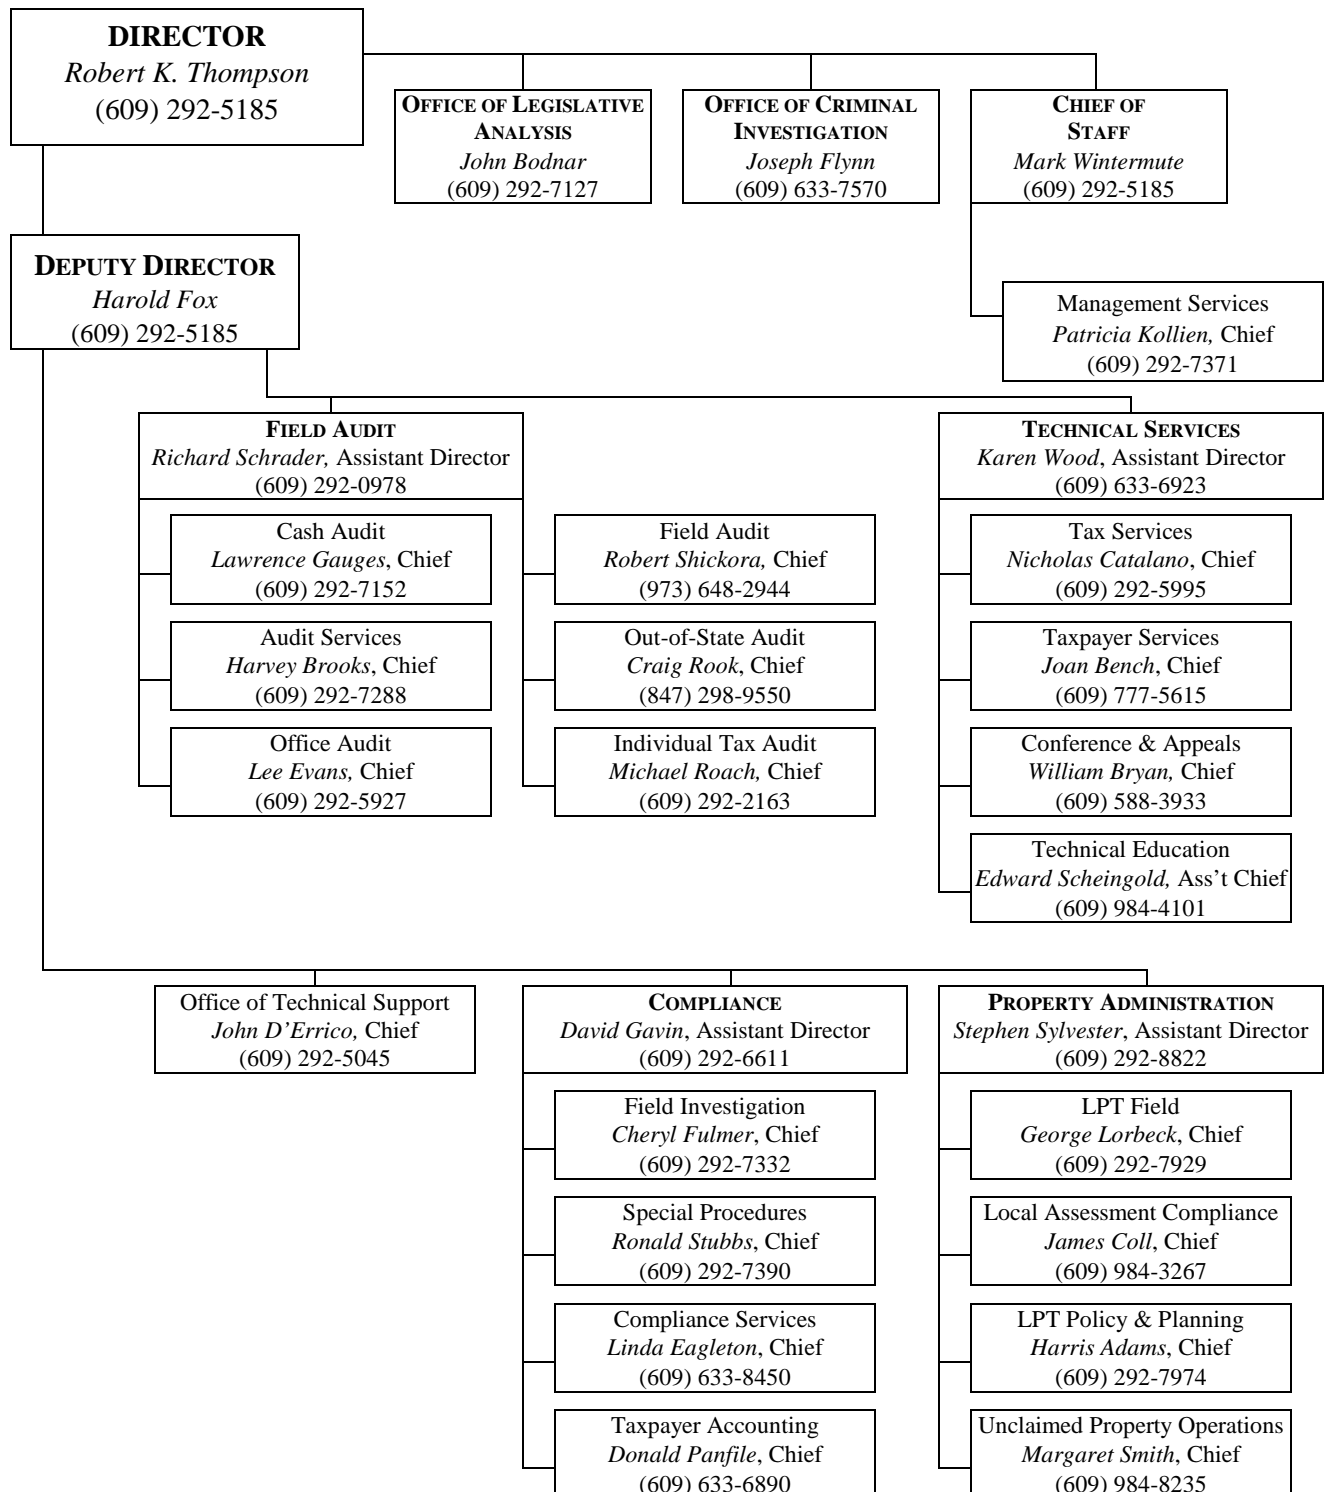 DIRECTOR
Robert K. Thompson
(609) 292-5185
OFFICE OF LEGISLATIVE
ANALYSIS
John Bodnar
(609) 292-7127
OFFICE OF CRIMINAL
INVESTIGATION
Joseph Flynn
(609) 633-7570
CHIEF OF
STAFF
Mark Wintermute
(609) 292-5185
DEPUTY DIRECTOR
Harold Fox
(609) 292-5185
Management Services
Patricia Kollien, Chief
(609) 292-7371
FIELD AUDIT
Richard Schrader, Assistant Director
(609) 292-0978
Cash Audit
Lawrence Gauges, Chief
(609) 292-7152
Audit Services
Harvey Brooks, Chief
(609) 292-7288
Office Audit
Lee Evans, Chief
(609) 292-5927
Field Audit
Robert Shickora, Chief
(973) 648-2944
Out-of-State Audit
Craig Rook, Chief
(847) 298-9550
Individual Tax Audit
Michael Roach, Chief
(609) 292-2163
TECHNICAL SERVICES
Karen Wood, Assistant Director
(609) 633-6923
Tax Services
Nicholas Catalano, Chief
(609) 292-5995
Taxpayer Services
Joan Bench, Chief
(609) 777-5615
Conference & Appeals
William Bryan, Chief
(609) 588-3933
Technical Education
Edward Scheingold, Ass’t Chief
(609) 984-4101
Office of Technical Support
John D’Errico, Chief
(609) 292-5045
COMPLIANCE
David Gavin, Assistant Director
(609) 292-6611
Field Investigation
Cheryl Fulmer, Chief
(609) 292-7332
Special Procedures
Ronald Stubbs, Chief
(609) 292-7390
Compliance Services
Linda Eagleton, Chief
(609) 633-8450
Taxpayer Accounting
Donald Panfile, Chief
(609) 633-6890
PROPERTY ADMINISTRATION
Stephen Sylvester, Assistant Director
(609) 292-8822
LPT Field
George Lorbeck, Chief
(609) 292-7929
Local Assessment Compliance
James Coll, Chief
(609) 984-3267
LPT Policy & Planning
Harris Adams, Chief
(609) 292-7974
Unclaimed Property Operations
Margaret Smith, Chief
(609) 984-8235